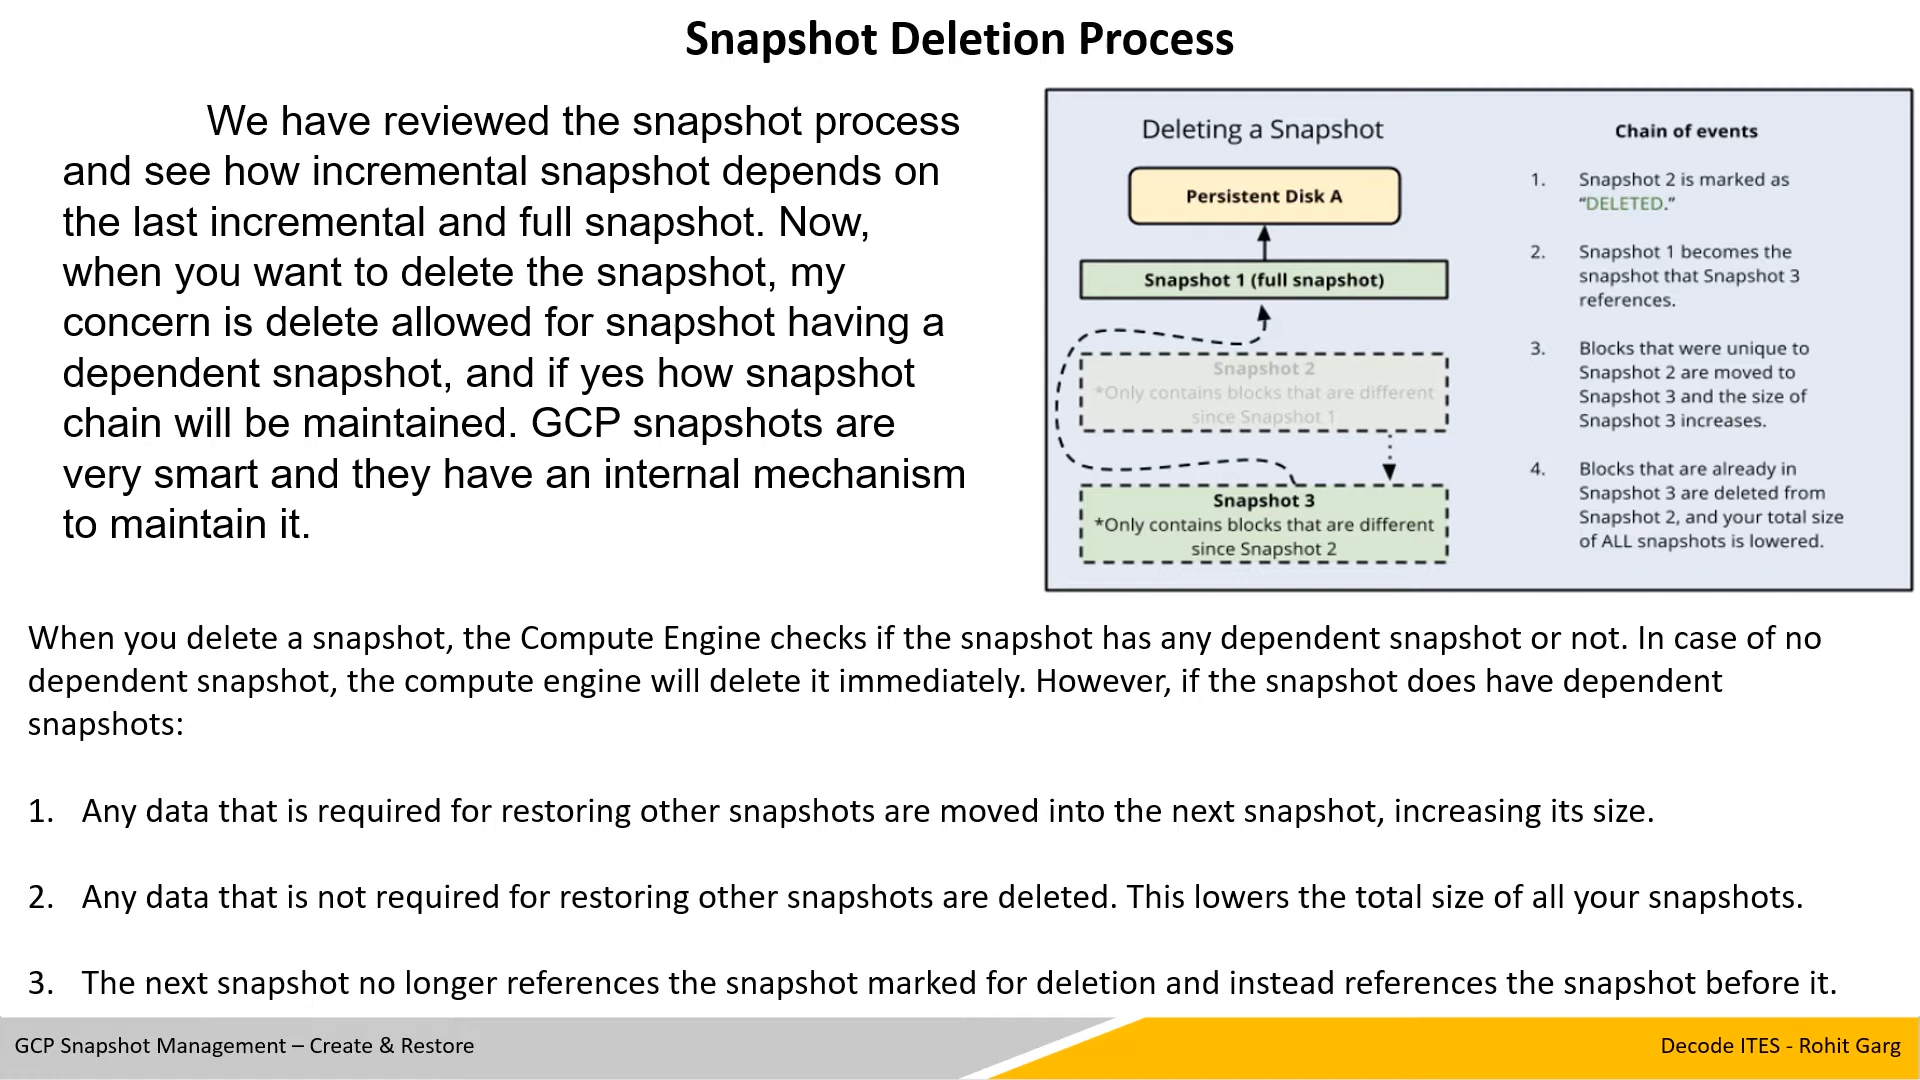 Snapshot Deletion Process
We have reviewed the snapshot process
and see how incremental snapshot depends on
the last incremental and full snapshot. Now,
when you want to delete the snapshot, my
concern is delete allowed for snapshot having a
dependent snapshot, and if yes how snapshot
chain will be maintained. GCP snapshots are
very smart and they have an internal mechanism
to maintain it.
Deleting a Snapshot
Persistent Disk A
Snapshot 1 (full snapshot)
Snapshot 2
*Only contains blocks that are different
since Snapshot 1
Snapshot 3
*Only contains blocks that are different
since Snapshot 2
Chain of events
1. Snapshot 2 is marked as
“DELETED.”
2. Snapshot 1 becomes the
snapshot that Snapshot 3
references.
3. Blocks that were unique to
Snapshot 2 are moved to
Snapshot 3 and the size of
Snapshot 3 increases.
4. Blocks that are already in
Snapshot 3 are deleted from
Snapshot 2, and your total size
of ALL snapshots is lowered.
When you delete a snapshot, the Compute Engine checks if the snapshot has any dependent snapshot or not. In case of no
dependent snapshot, the compute engine will delete it immediately. However, if the snapshot does have dependent
snapshots:
1. Any data that is required for restoring other snapshots are moved into the next snapshot, increasing its size.
2. Any data that is not required for restoring other snapshots are deleted. This lowers the total size of all your snapshots.
3. The next snapshot no longer references the snapshot marked for deletion and instead references the snapshot before it.
GCP Snapshot Management – Create & Restore
Decode ITES - Rohit Garg